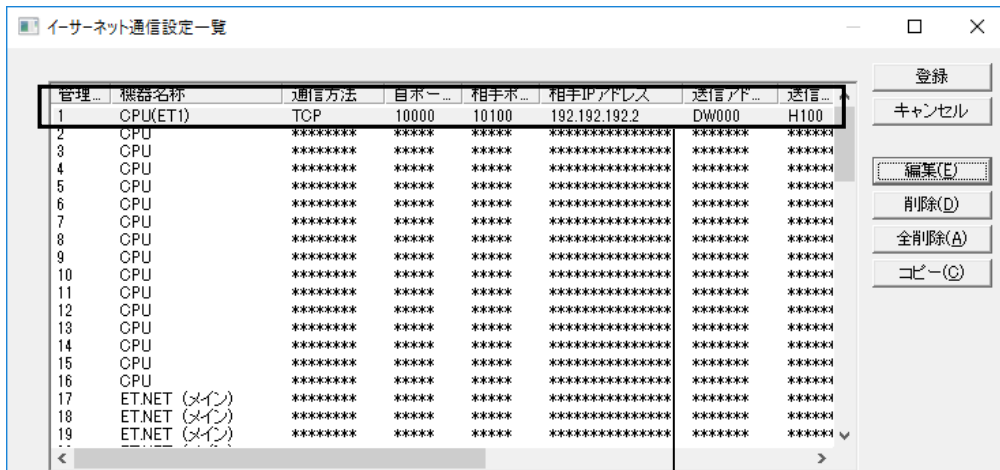 イーサーネット通信設定一覧
管理... 機器名称 通信方法 自ポー... 相手ポ... 相手IPアドレス 送信アド... 送信...
1 CPU(ET1) TCP 10000 10100 192.192.192.2 DW000 H100
2 CPU ******** ***** ***** *************** ******* *****
3 CPU ******** ***** ***** *************** ******* *****
4 CPU ******** ***** ***** *************** ******* *****
5 CPU ******** ***** ***** *************** ******* *****
6 CPU ******** ***** ***** *************** ******* *****
7 CPU ******** ***** ***** *************** ******* *****
8 CPU ******** ***** ***** *************** ******* *****
9 CPU ******** ***** ***** *************** ******* *****
10 CPU ******** ***** ***** *************** ******* *****
11 CPU ******** ***** ***** *************** ******* *****
12 CPU ******** ***** ***** *************** ******* *****
13 CPU ******** ***** ***** *************** ******* *****
14 CPU ******** ***** ***** *************** ******* *****
15 CPU ******** ***** ***** *************** ******* *****
16 CPU ******** ***** ***** *************** ******* *****
17 ET.NET (メイン) ******** ***** ***** *************** ******* *****
18 ET.NET (メイン) ******** ***** ***** *************** ******* *****
19 ET.NET (メイン) ******** ***** ***** *************** ******* *****
登録
キャンセル
編集(E)
削除(D)
全削除(A)
コピー(C)